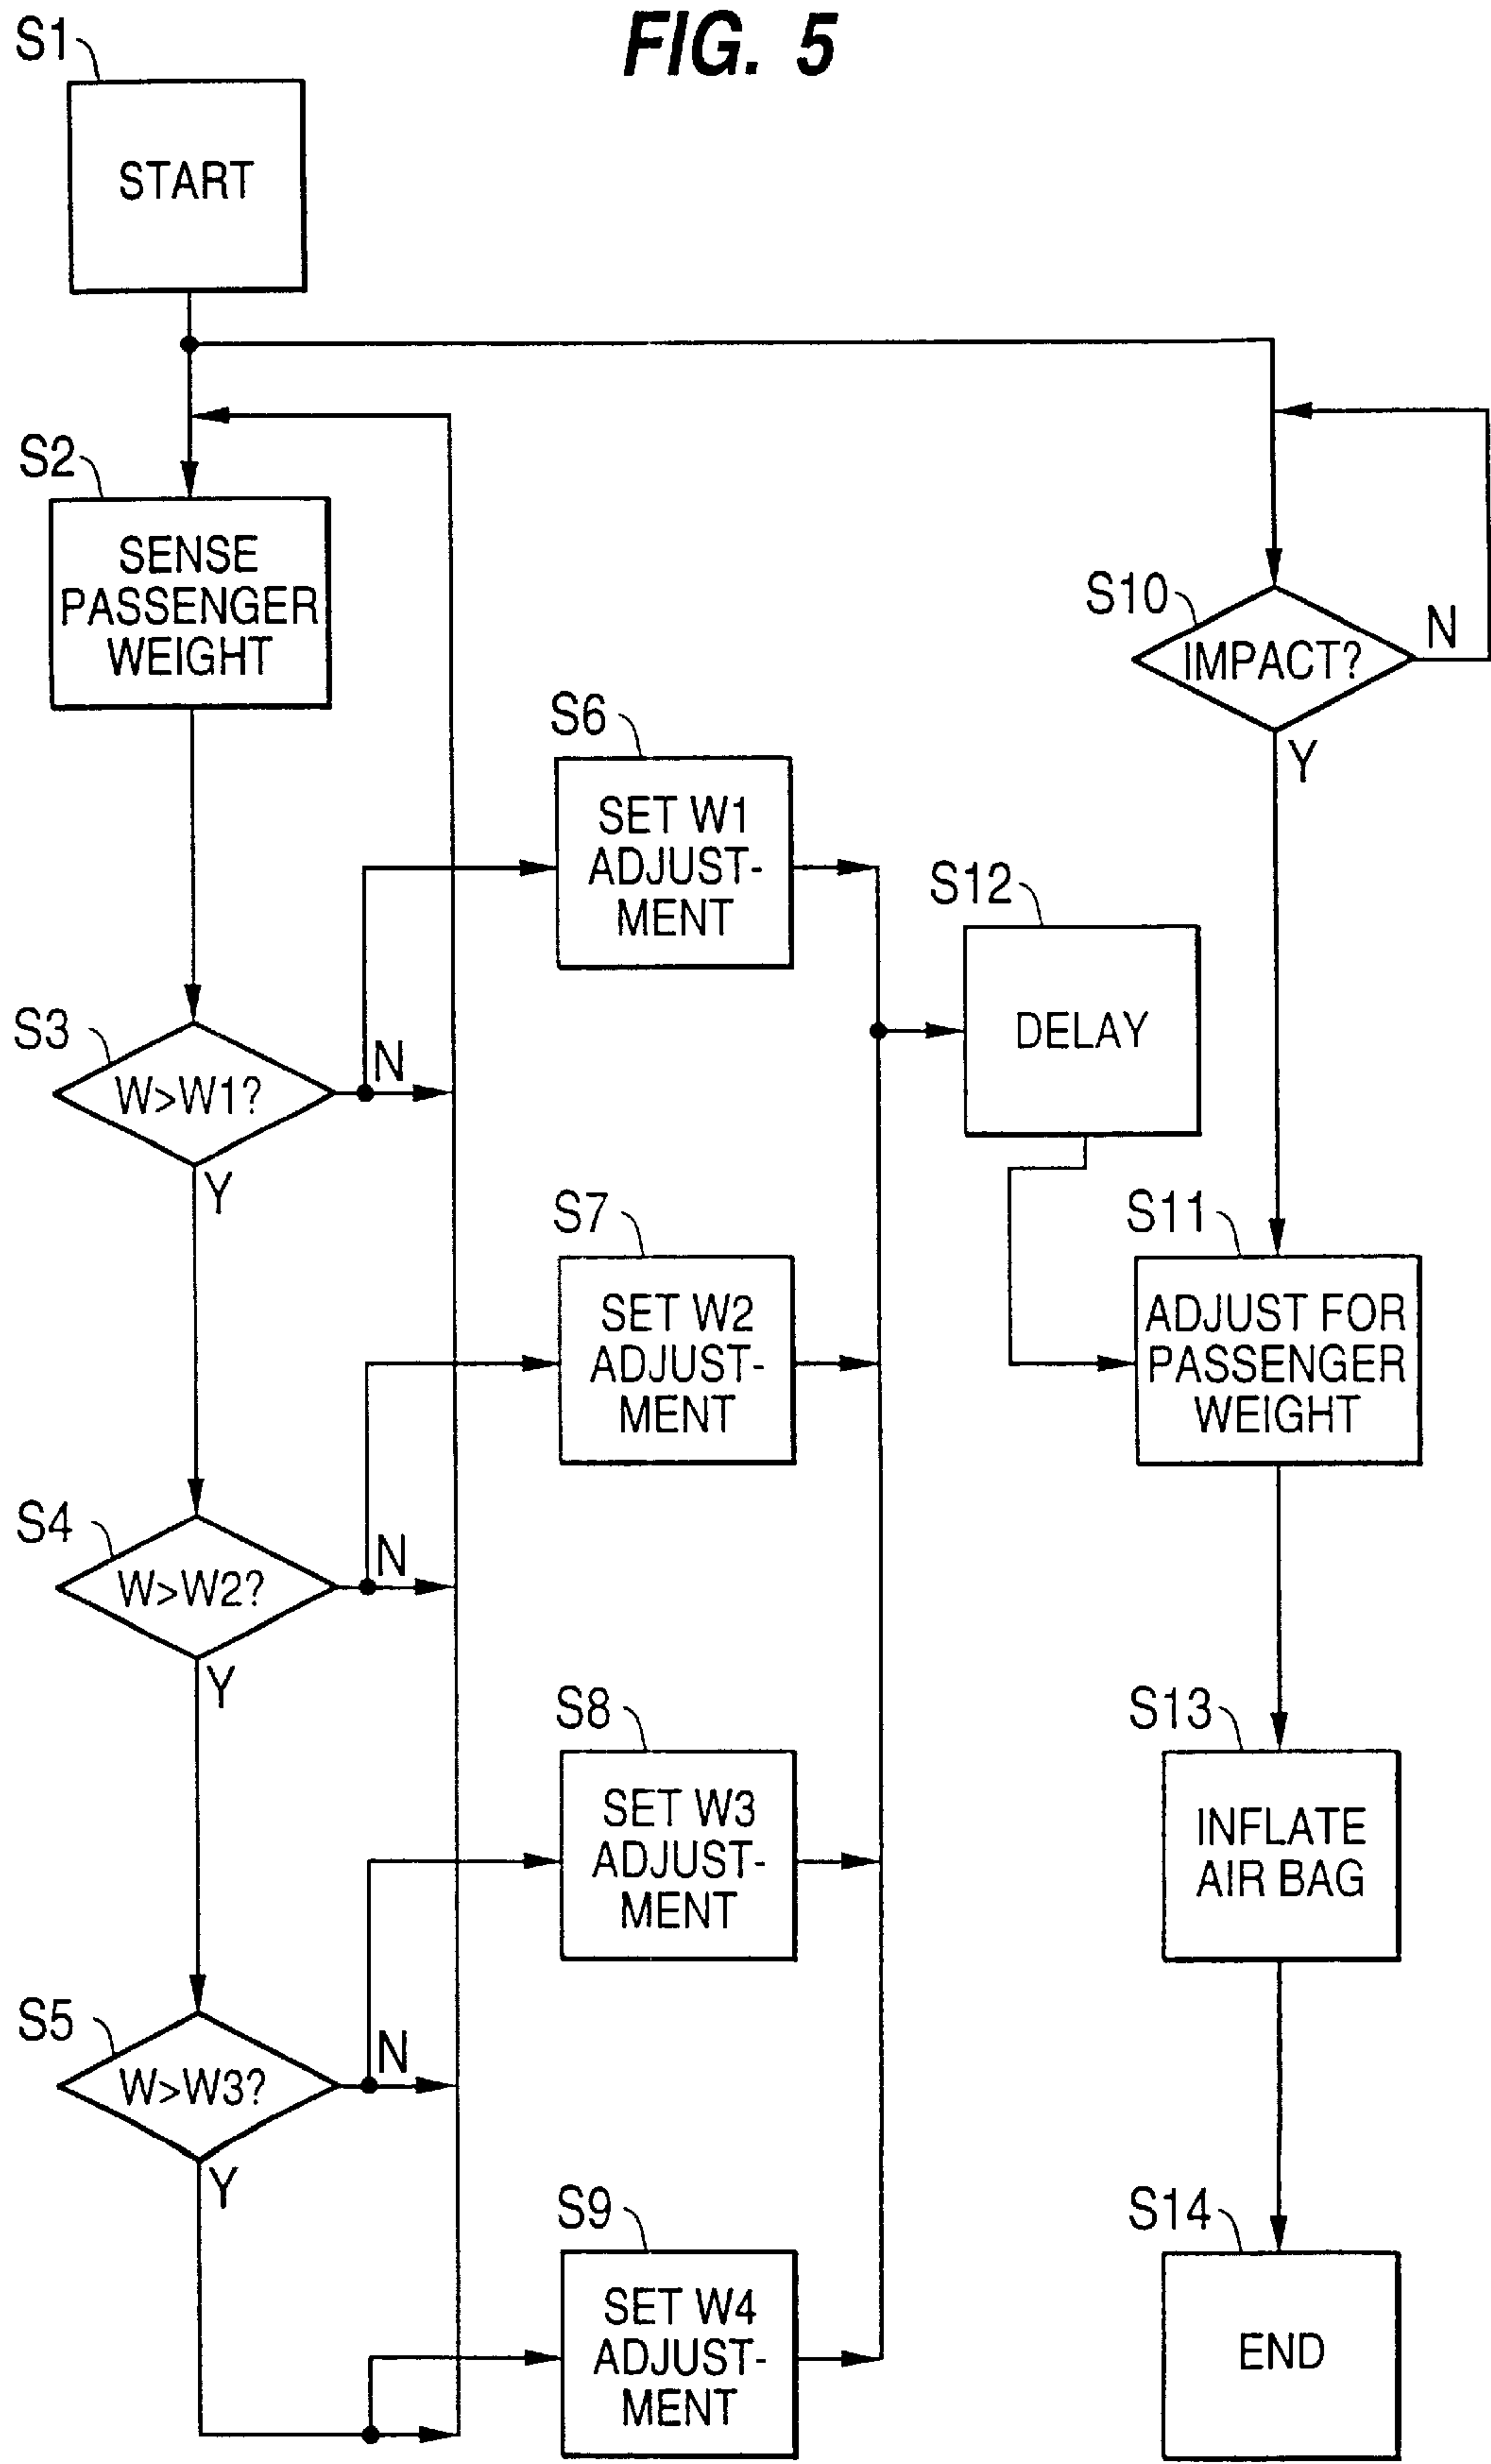 FIG. 5
S1
START
S2
SENSE
PASSENGER
WEIGHT
S3
W>W1?
N
Y
S4
W>W2?
N
Y
S5
W>W3?
N
Y
S6
SET W1
ADJUST-
MENT
S7
SET W2
ADJUST-
MENT
S8
SET W3
ADJUST-
MENT
S9
SET W4
ADJUST-
MENT
S12
DELAY
S10
IMPACT?
N
Y
S11
ADJUST FOR
PASSENGER
WEIGHT
S13
INFLATE
AIR BAG
S14
END